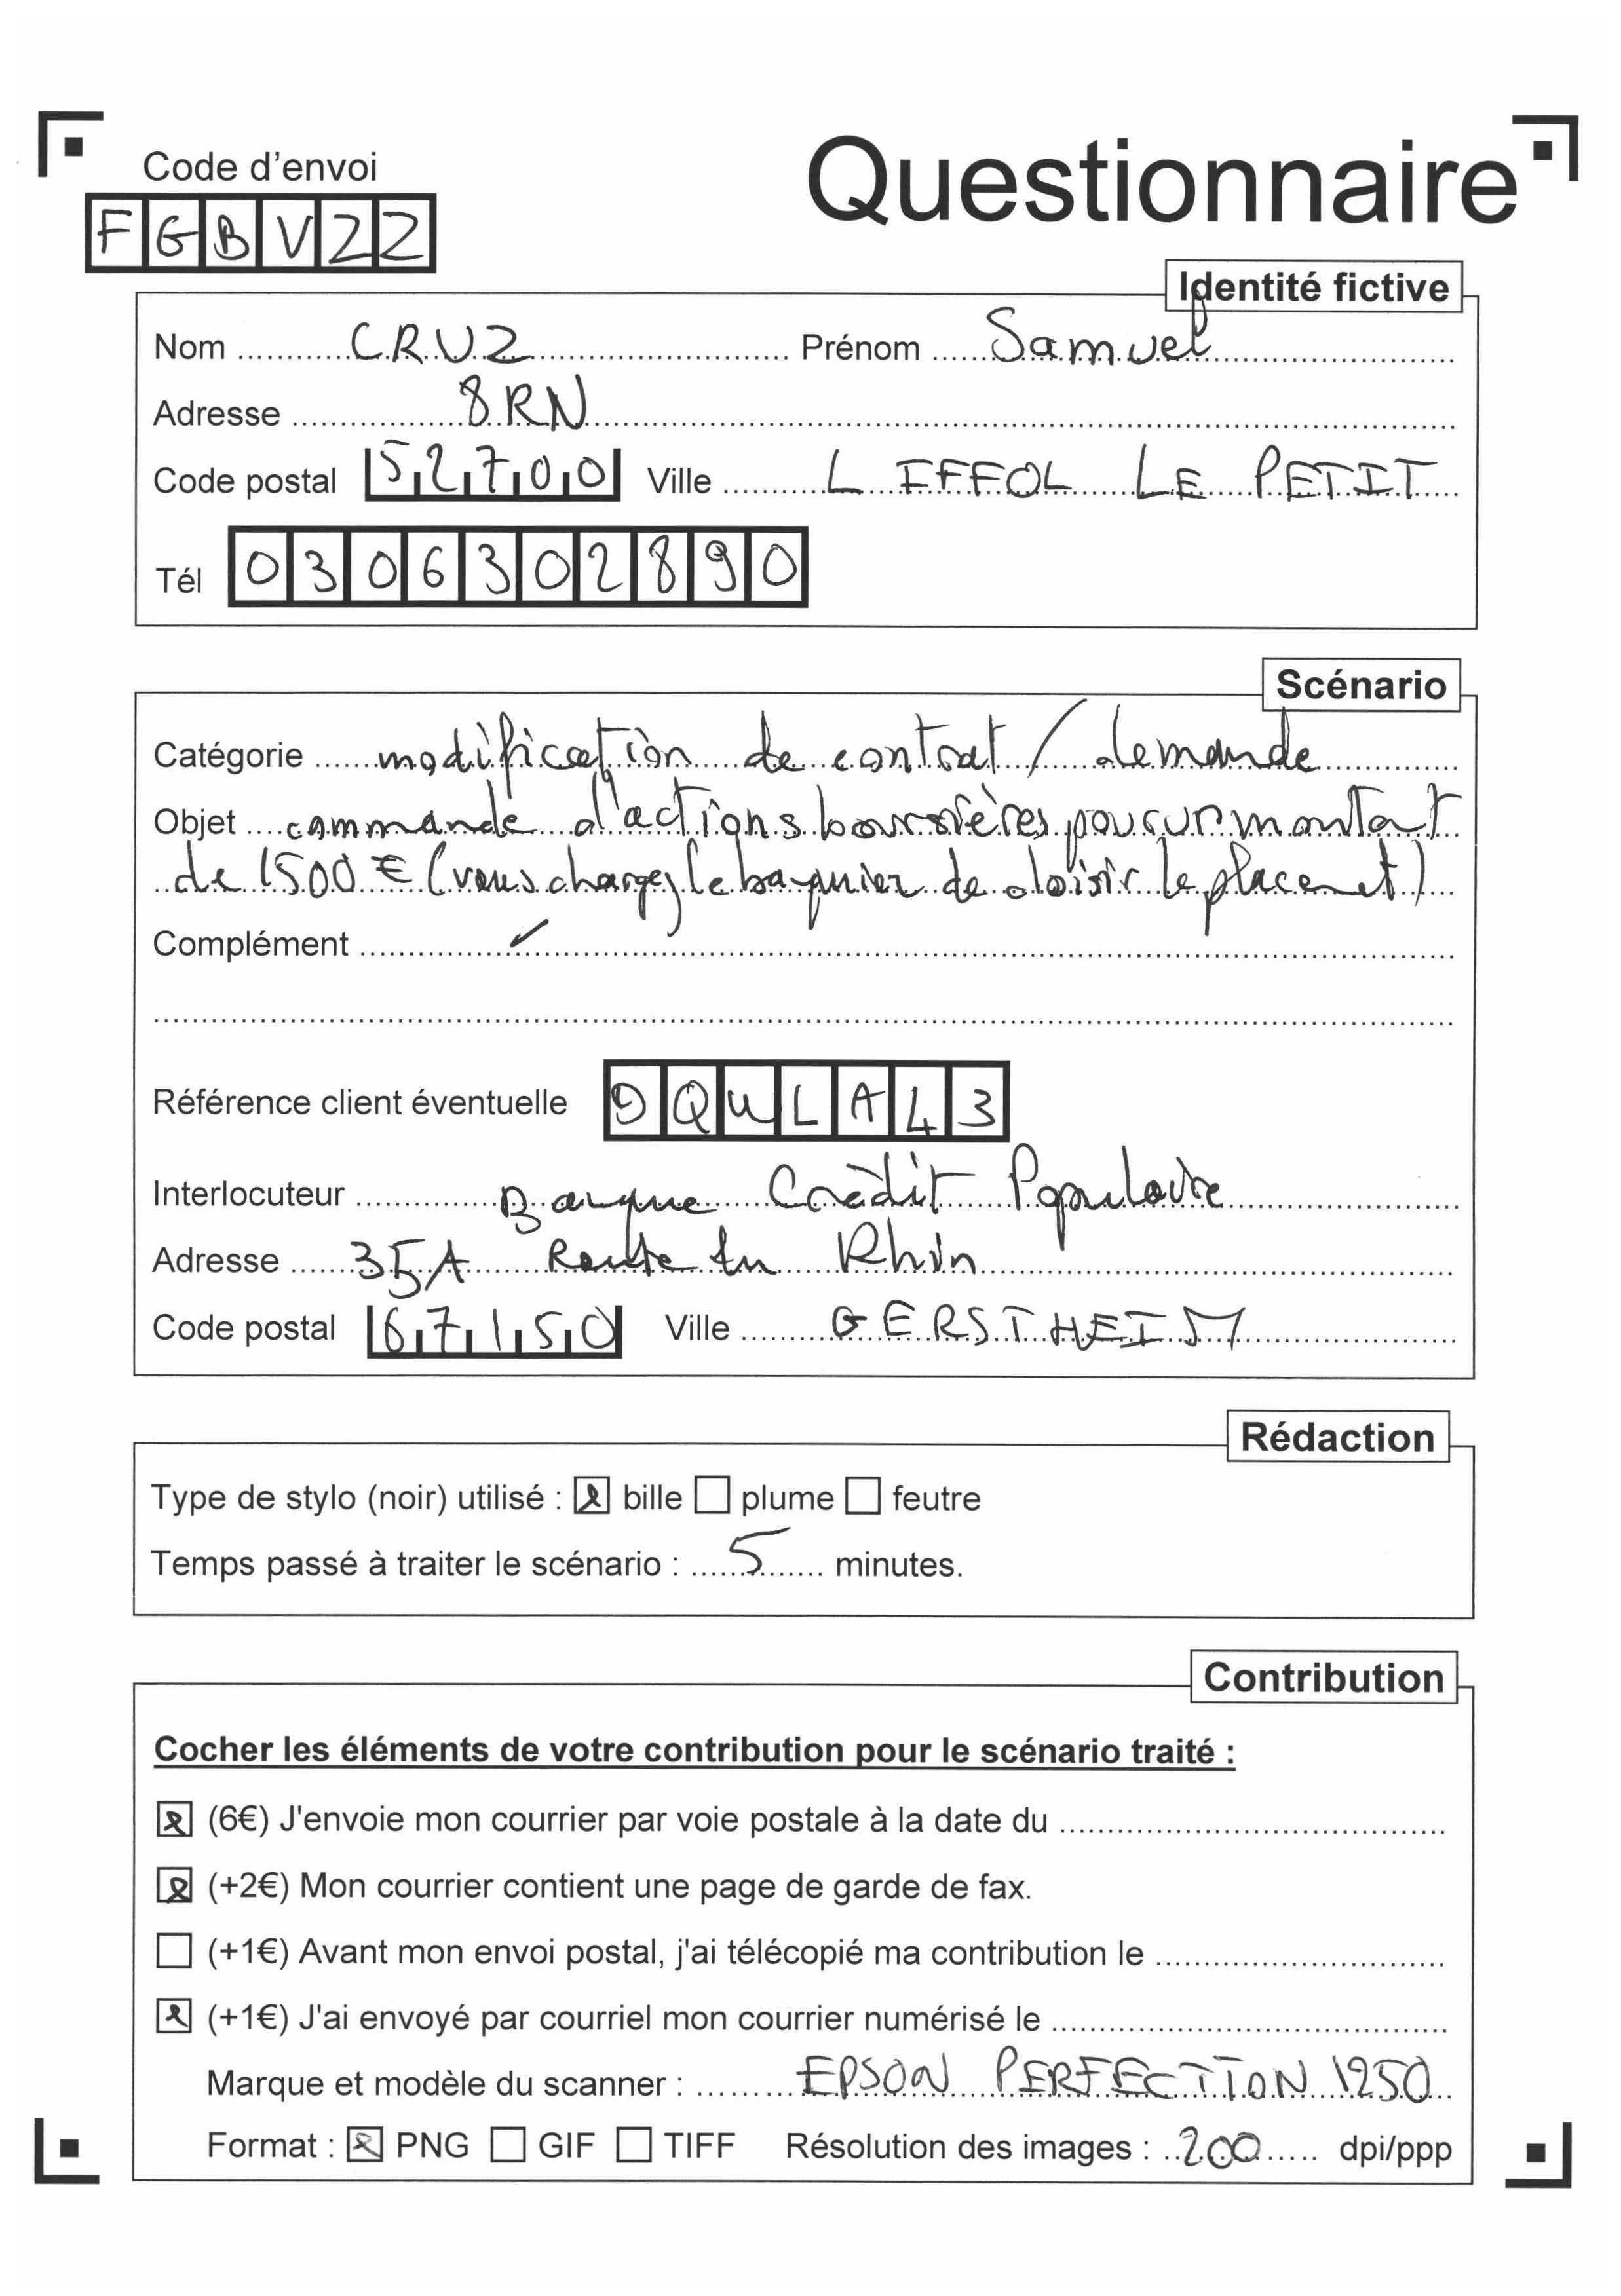 Code d'envoi
Questionnaire
FGBVZZ
Identité fictive
Nom CRUZ Prénom Samuel
Adresse 8RN
Code postal 52700 Ville LIFFOL LE PETIT
Tél 0306302890
Scénario
Catégorie modification de contrat / demande
Objet commande d'actions boursières pour un montant
de 1500 € (vous chargez le banquier de choisir le placement)
Complément
Référence client éventuelle DQWLA43
Interlocuteur Banque Crédit Populaire
Adresse 35A Route du Rhin
Code postal 67150 Ville GERSTHEIM
Rédaction
Type de stylo (noir) utilisé : bille plume feutre
Temps passé à traiter le scénario : 5 minutes.
Contribution
Cocher les éléments de votre contribution pour le scénario traité :
(6€) J'envoie mon courrier par voie postale à la date du
(+2€) Mon courrier contient une page de garde de fax.
(+1€) Avant mon envoi postal, j'ai télécopié ma contribution le
(+1€) J'ai envoyé par courriel mon courrier numérisé le
Marque et modèle du scanner : EPSON PERFECTION 1250
Format : PNG GIF TIFF Résolution des images : 200 dpi/ppp